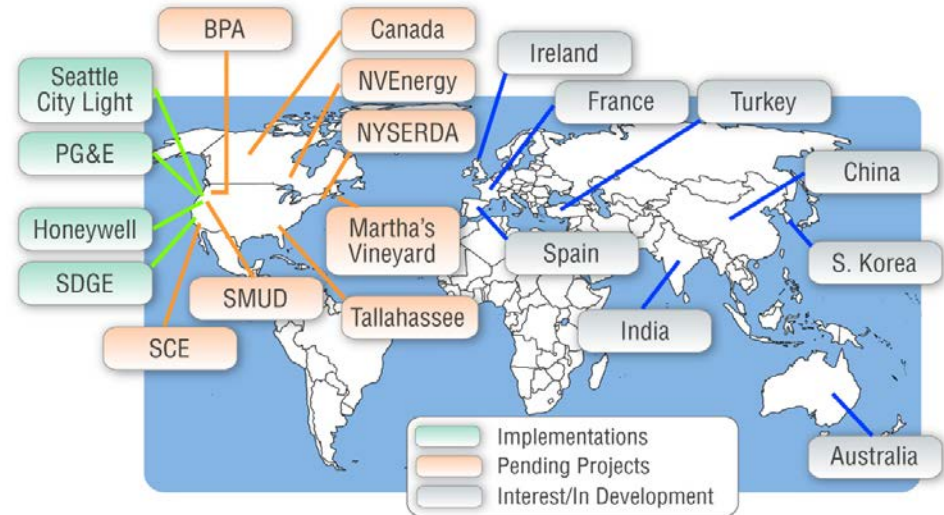 BPA
Canada
Ireland
Seattle
City Light
NVEnergy
France
Turkey
PG&E
NYSERDA
China
Honeywell
Martha's
Vineyard
Spain
S. Korea
SDGE
SMUD
Tallahassee
India
SCE
Implementations
Pending Projects
Interest/In Development
Australia